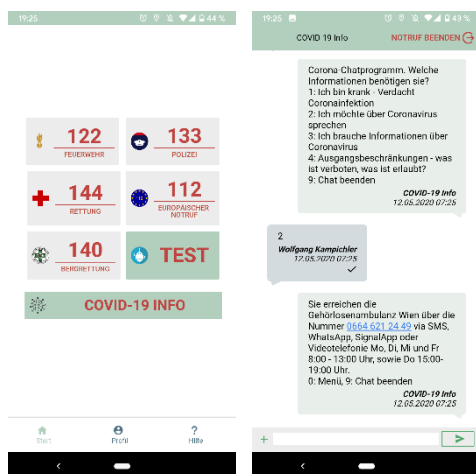 19:25
44 %
122
FEUERWEHR
133
POLIZEI
144
RETTUNG
112
EUROPÄISCHER
NOTRUF
140
BERGRETTUNG
TEST
COVID-19 INFO
Start
Profil
Hilfe
19:25
43 %
COVID 19 Info
NOTRUF BEENDEN
Corona-Chatprogramm. Welche
Informationen benötigen sie?
1: Ich bin krank - Verdacht
Coronainfektion
2: Ich möchte über Coronavirus
sprechen
3: Ich brauche Informationen über
Coronavirus
4: Ausgangsbeschränkungen - was
ist verboten, was ist erlaubt?
9: Chat beenden
COVID-19 Info
12.05.2020 07:25
2
Wolfgang Kampichler
12.05.2020 07:25
Sie erreichen die
Gehörlosenambulanz Wien über die
Nummer 0664 621 24 49 via SMS,
WhatsApp, SignalApp oder
Videotelefonie Mo, Di, Mi und Fr
8:00 - 13:00 Uhr, sowie Do 15:00-
19:00 Uhr.
0: Menü, 9: Chat beenden
COVID-19 Info
12.05.2020 07:25